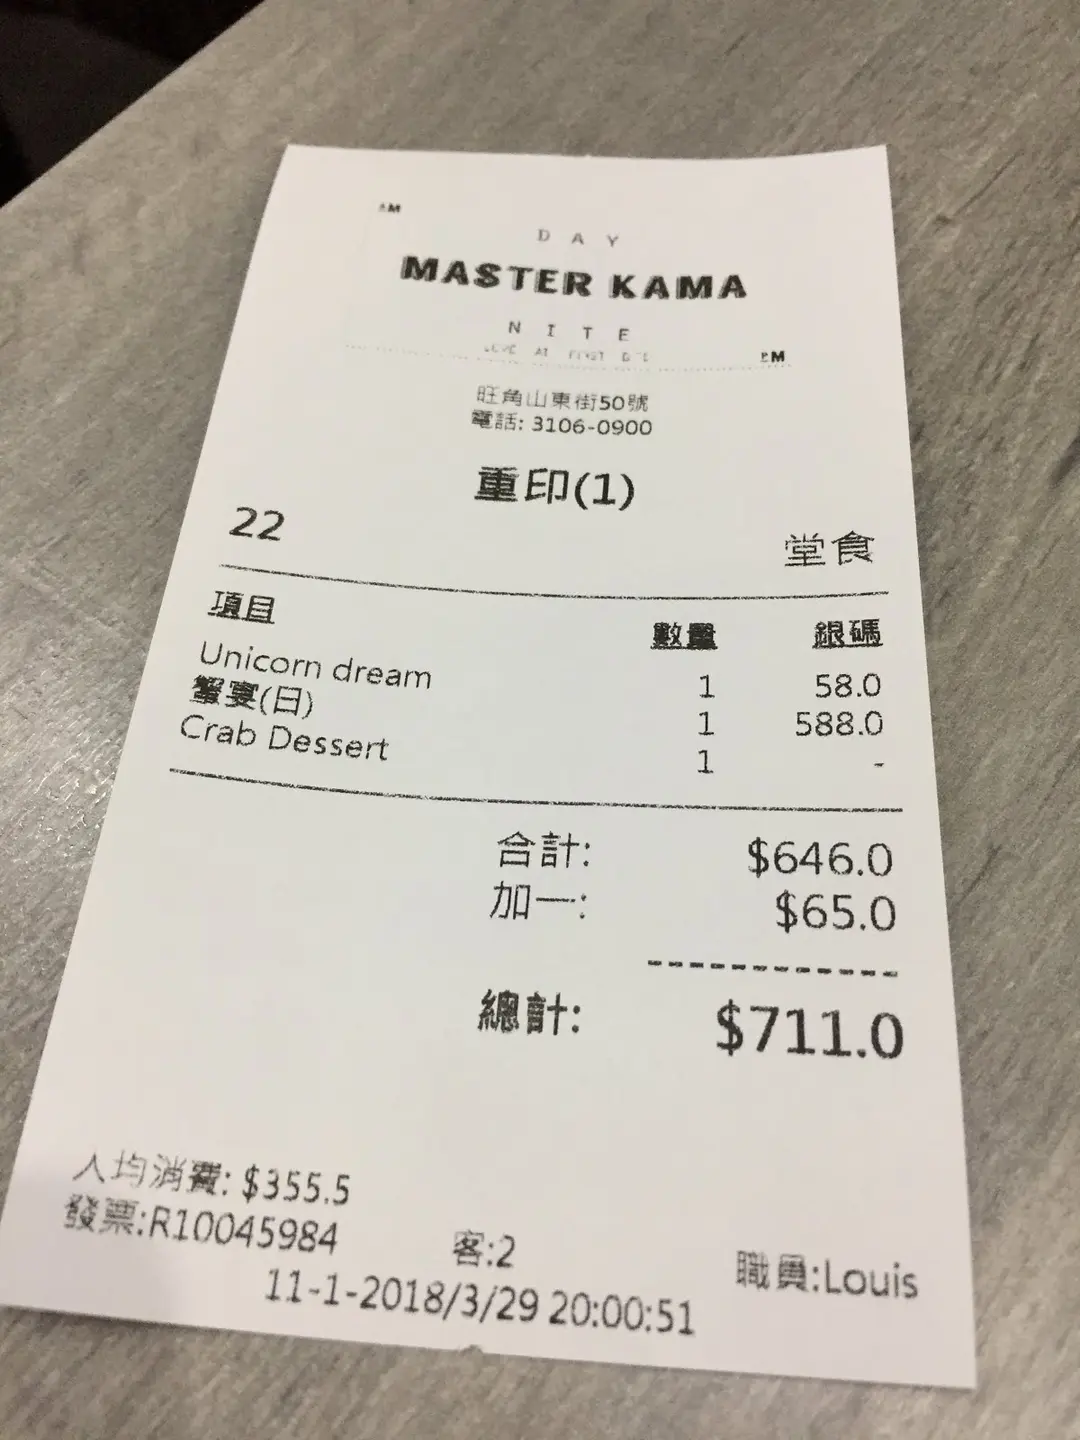 AM
DAY
MASTER KAMA
NITE
AT FIRST
PM
旺角山東街50號
電話: 3106-0900
重印(1)
22 堂食
項目 數量 銀碼
Unicorn dream 1 58.0
蟹宴(日) 1 588.0
Crab Dessert 1 -
合計: $646.0
加一: $65.0
------------
總計: $711.0
人均消費: $355.5
發票:R10045984 客:2 職員:Louis
11-1-2018/3/29 20:00:51